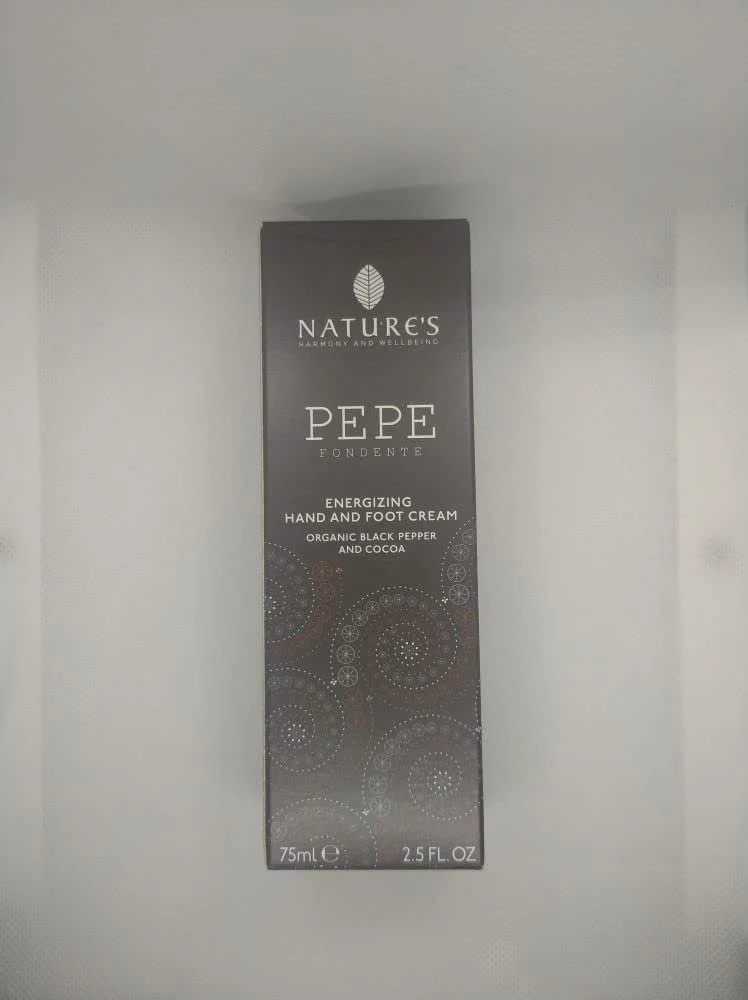 NATURE'S
HARMONY AND WELLBEING
PEPE
FONDENTE
ENERGIZING
HAND AND FOOT CREAM
ORGANIC BLACK PEPPER
AND COCOA
75ml ℮ 2.5 FL. OZ